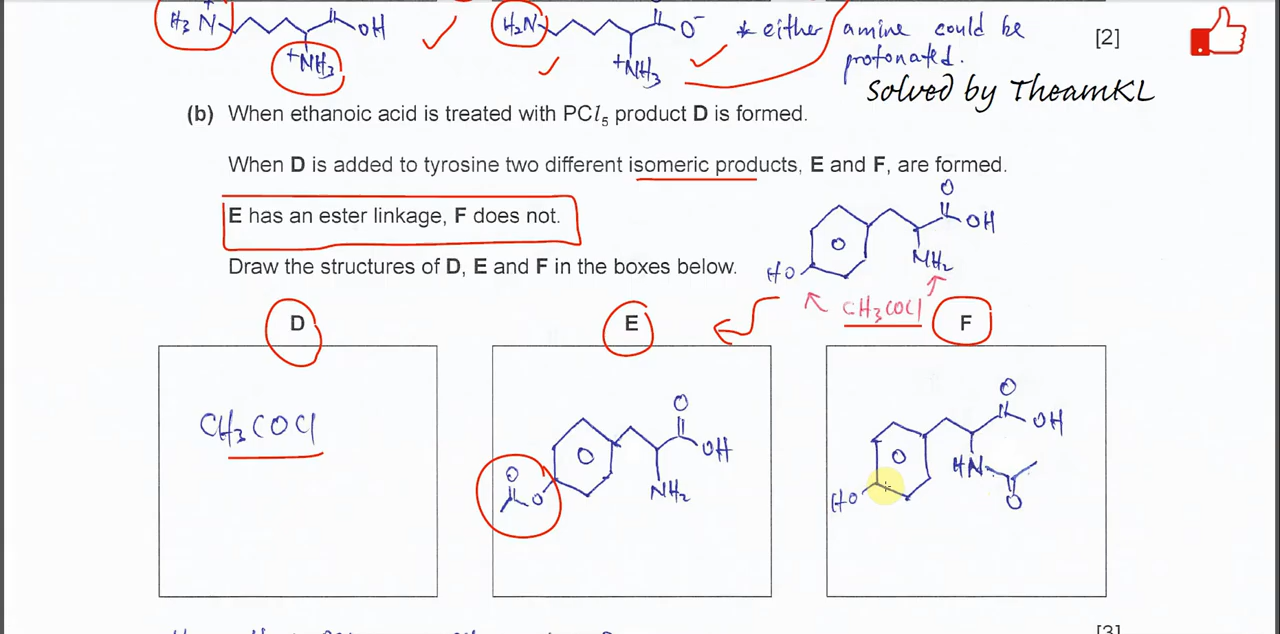 H₃N⁺ OH ⁺NH₃ H₂N O⁻ ⁺NH₃ * either amine could be [2]
protonated.
Solved by TheamKL
(b) When ethanoic acid is treated with PCl₅ product D is formed.
When D is added to tyrosine two different isomeric products, E and F, are formed.
E has an ester linkage, F does not.
O OH NH₂ HO
Draw the structures of D, E and F in the boxes below.
CH₃COCl
D E F
CH₃COCl
O O O OH NH₂
O OH HN O HO
[3]